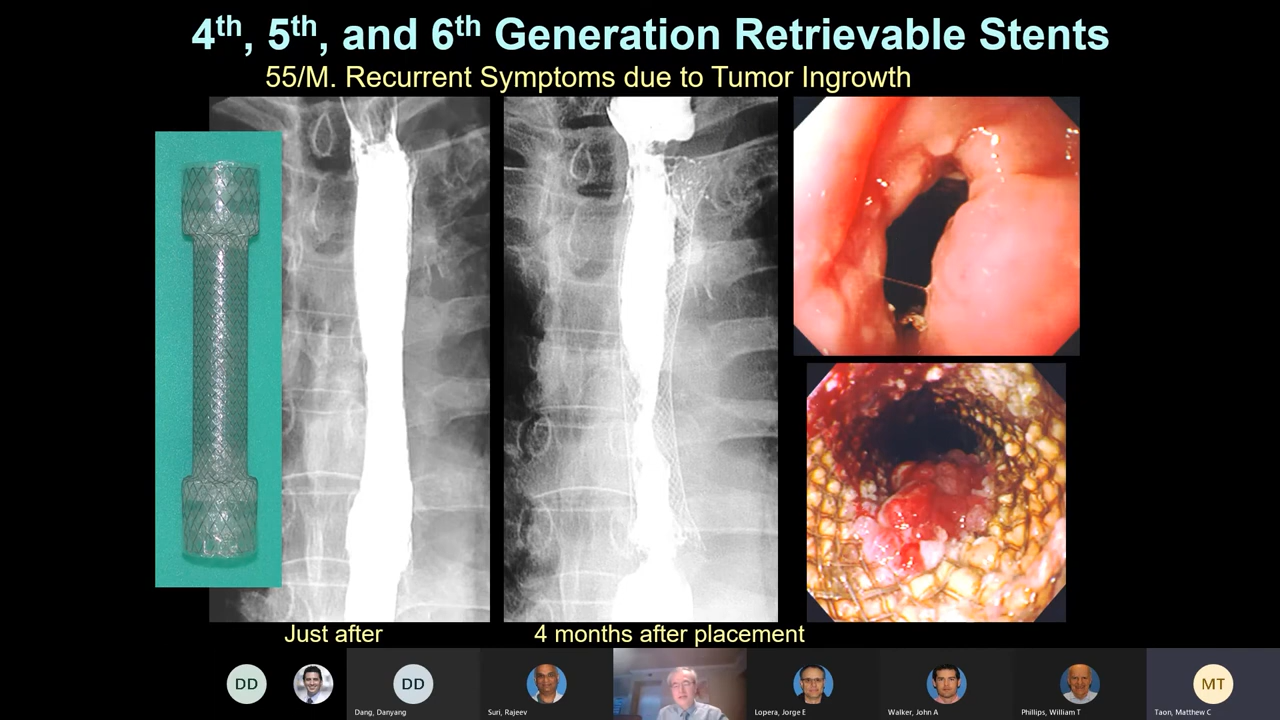 4th, 5th, and 6th Generation Retrievable Stents
55/M. Recurrent Symptoms due to Tumor Ingrowth
Just after
4 months after placement
DD
DD
MT
Dang, Danyang
Suri, Rajeev
Lopera, Jorge E
Walker, John A
Phillips, William T
Taon, Matthew C